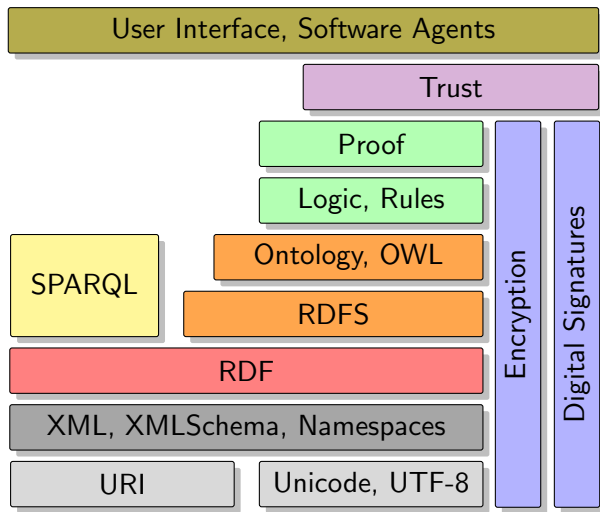 User Interface, Software Agents
Trust
Proof
Logic, Rules
Ontology, OWL
SPARQL
RDFS
RDF
XML, XMLSchema, Namespaces
URI
Unicode, UTF-8
Encryption
Digital Signatures